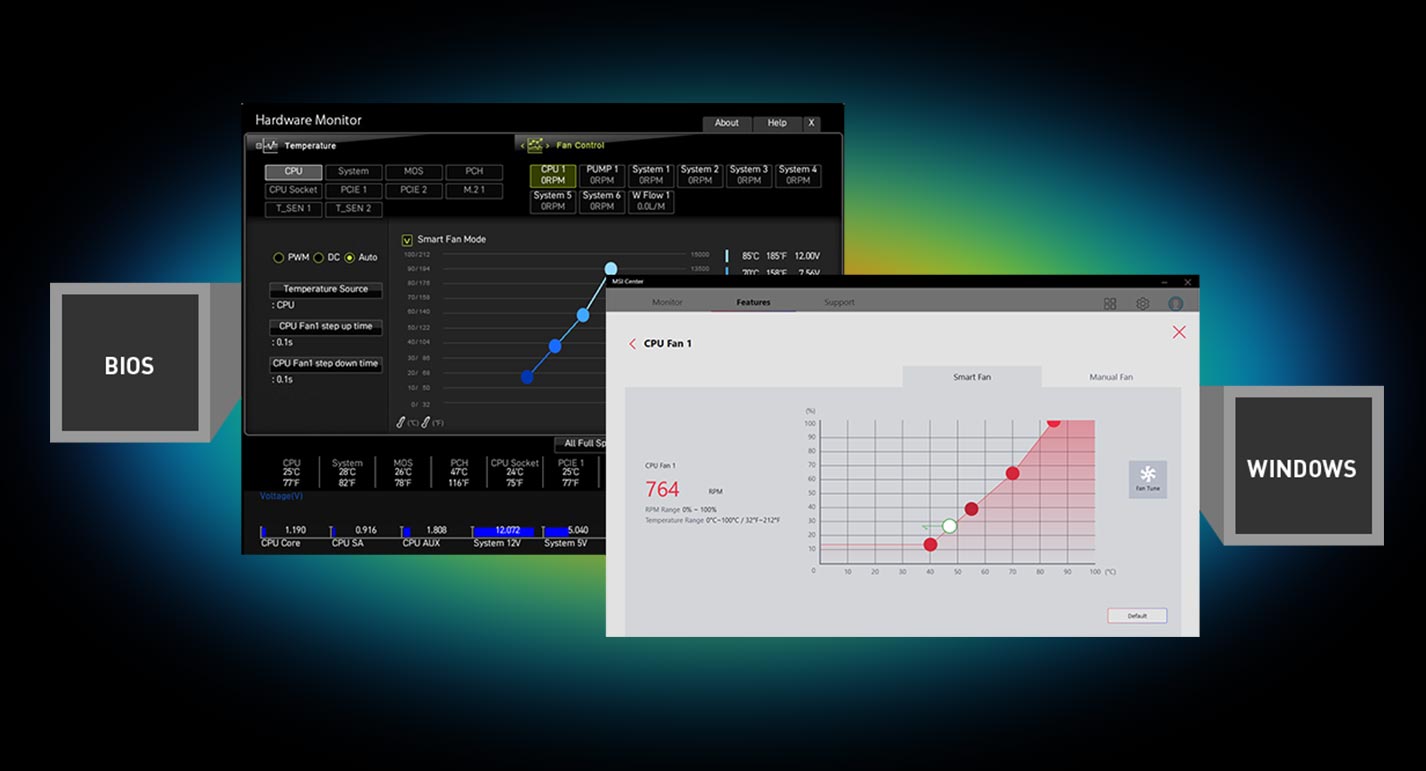 Hardware Monitor
About Help X
Temperature
Fan Control
CPU System MOS PCH
CPU Socket PCIE 1 PCIE 2 M.2 1
T_SEN 1 T_SEN 2
CPU 1 PUMP 1 System 1 System 2 System 3 System 4
0RPM 0RPM 0RPM 0RPM 0RPM 0RPM
System 5 System 6 W Flow 1
0RPM 0RPM 0.0L/M
PWM DC Auto
Temperature Source
: CPU
CPU Fan1 step up time
: 0.1s
CPU Fan1 step down time
: 0.1s
Smart Fan Mode
100/212
90/194
80/176
70/158
60/140
50/122
40/104
30/ 86
20/ 68
10/ 50
0/ 32
(°C) (°F)
15000
13500
85°C 185°F 12.00V
70°C 158°F 7.56V
All Full Sp
CPU System MOS PCH CPU Socket PCIE 1
25°C 28°C 26°C 47°C 24°C 25°C
77°F 82°F 78°F 116°F 75°F 77°F
Voltage(V)
1.190 0.916 1.808 12.072 5.040
CPU Core CPU SA CPU AUX System 12V System 5V
BIOS
MSI Center
Monitor Features Support
CPU Fan 1
Smart Fan Manual Fan
CPU Fan 1
764 RPM
RPM Range 0% ~ 100%
Temperature Range 0°C~100°C / 32°F~212°F
(%)
100
90
80
70
60
50
40
30
20
10
0 10 20 30 40 50 60 70 80 90 100 (°C)
Fan Tune
Default
WINDOWS